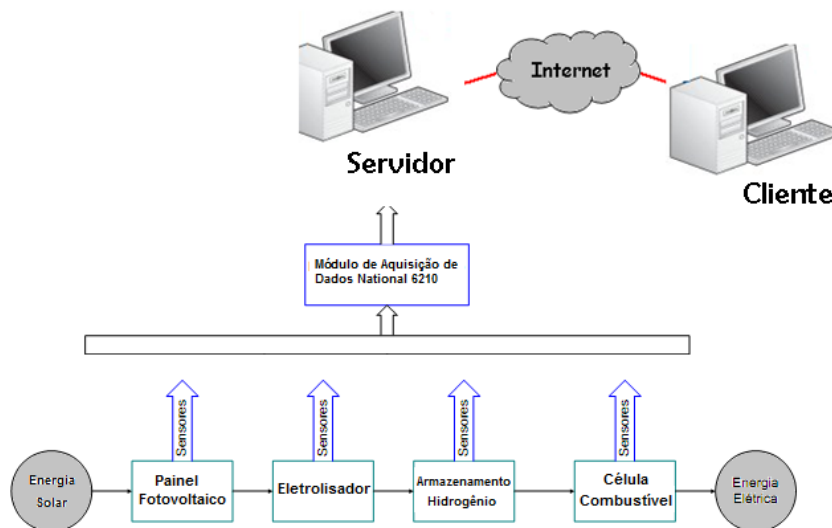 Internet
Servidor
Cliente
Módulo de Aquisição de
Dados National 6210
Sensores
Sensores
Sensores
Sensores
Energia
Solar
Painel
Fotovoltaico
Eletrolisador
Armazenamento
Hidrogênio
Célula
Combustível
Energia
Elétrica